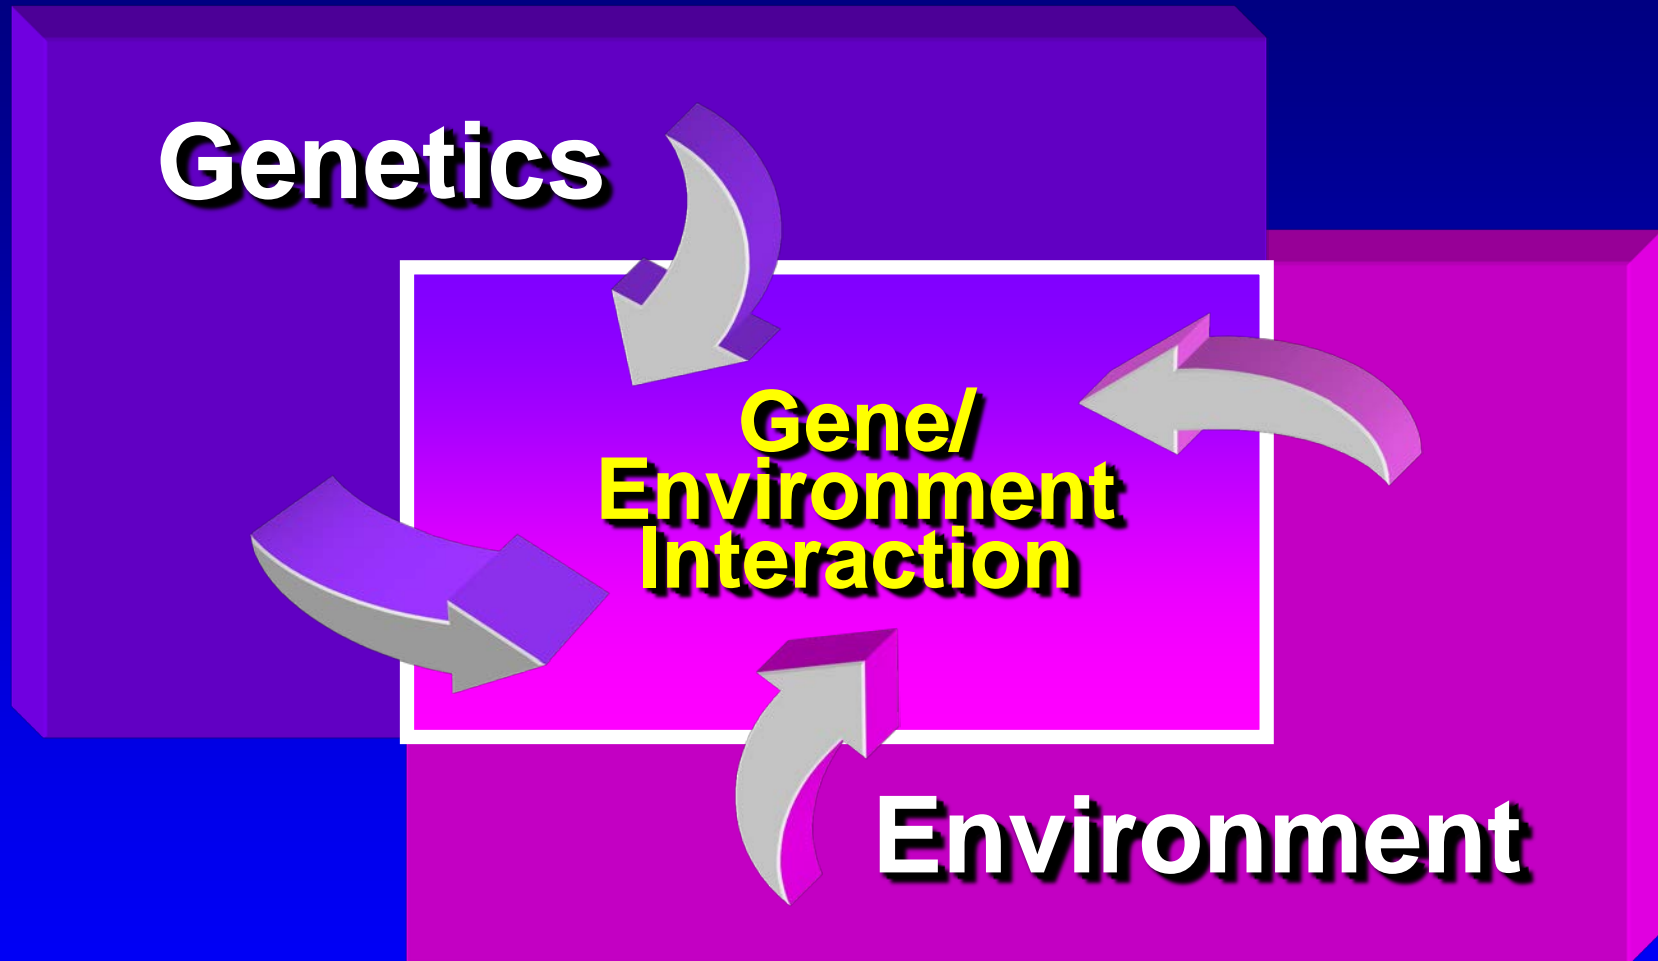 Genetics
Gene/
Environment
Interaction
Environment